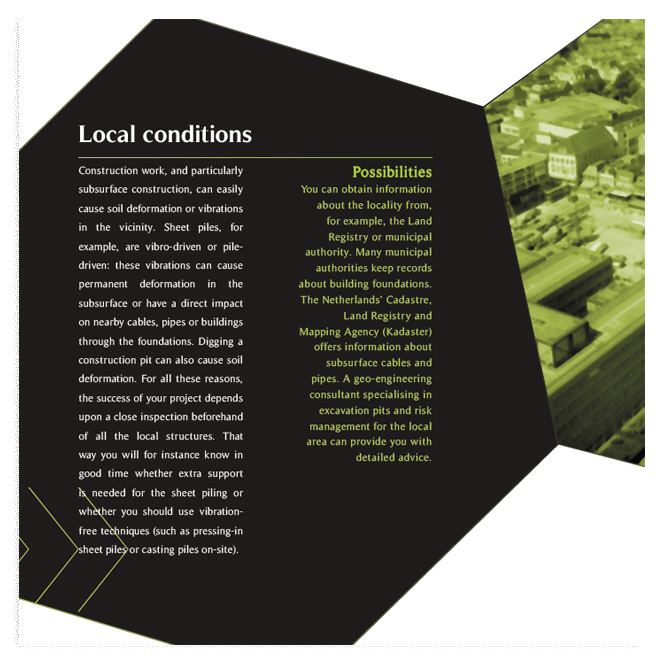 Local conditions
Construction work, and particularly
subsurface construction, can easily
cause soil deformation or vibrations
in the vicinity. Sheet piles, for
example, are vibro-driven or pile-
driven: these vibrations can cause
permanent deformation in the
subsurface or have a direct impact
on nearby cables, pipes or buildings
through the foundations. Digging a
construction pit can also cause soil
deformation. For all these reasons,
the success of your project depends
upon a close inspection beforehand
of all the local structures. That
way you will for instance know in
good time whether extra support
is needed for the sheet piling or
whether you should use vibration-
free techniques (such as pressing-in
sheet piles or casting piles on-site).
Possibilities
You can obtain information
about the locality from,
for example, the Land
Registry or municipal
authority. Many municipal
authorities keep records
about building foundations.
The Netherlands' Cadastre,
Land Registry and
Mapping Agency (Kadaster)
offers information about
subsurface cables and
pipes. A geo-engineering
consultant specialising in
excavation pits and risk
management for the local
area can provide you with
detailed advice.